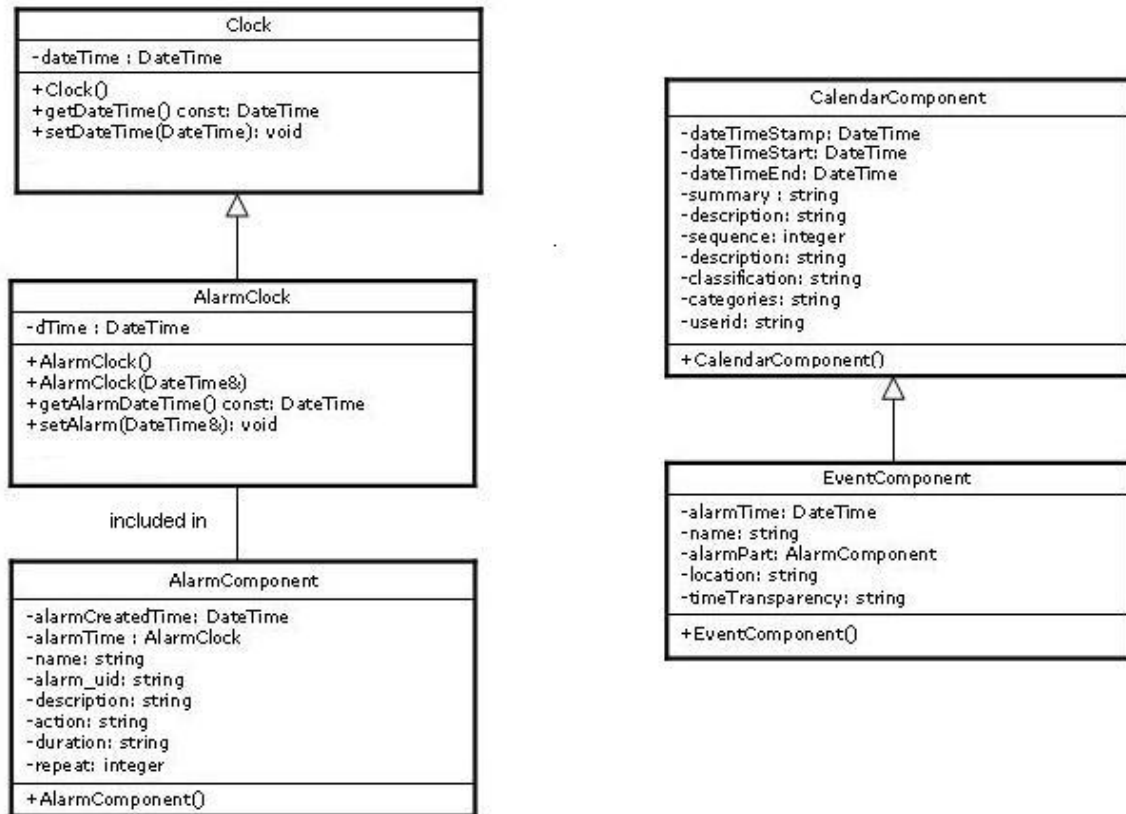 Clock
-dateTime : DateTime
+Clock()
+getDateTime() const: DateTime
+setDateTime(DateTime): void
AlarmClock
-dTime : DateTime
+AlarmClock()
+AlarmClock(DateTime&)
+getAlarmDateTime() const: DateTime
+setAlarm(DateTime&): void
included in
AlarmComponent
-alarmCreatedTime: DateTime
-alarmTime : AlarmClock
-name: string
-alarm_uid: string
-description: string
-action: string
-duration: string
-repeat: integer
+AlarmComponent()
CalendarComponent
-dateTimeStamp: DateTime
-dateTimeStart: DateTime
-dateTimeEnd: DateTime
-summary : string
-description: string
-sequence: integer
-description: string
-classification: string
-categories: string
-userid: string
+CalendarComponent()
EventComponent
-alarmTime: DateTime
-name: string
-alarmPart: AlarmComponent
-location: string
-timeTransparency: string
+EventComponent()